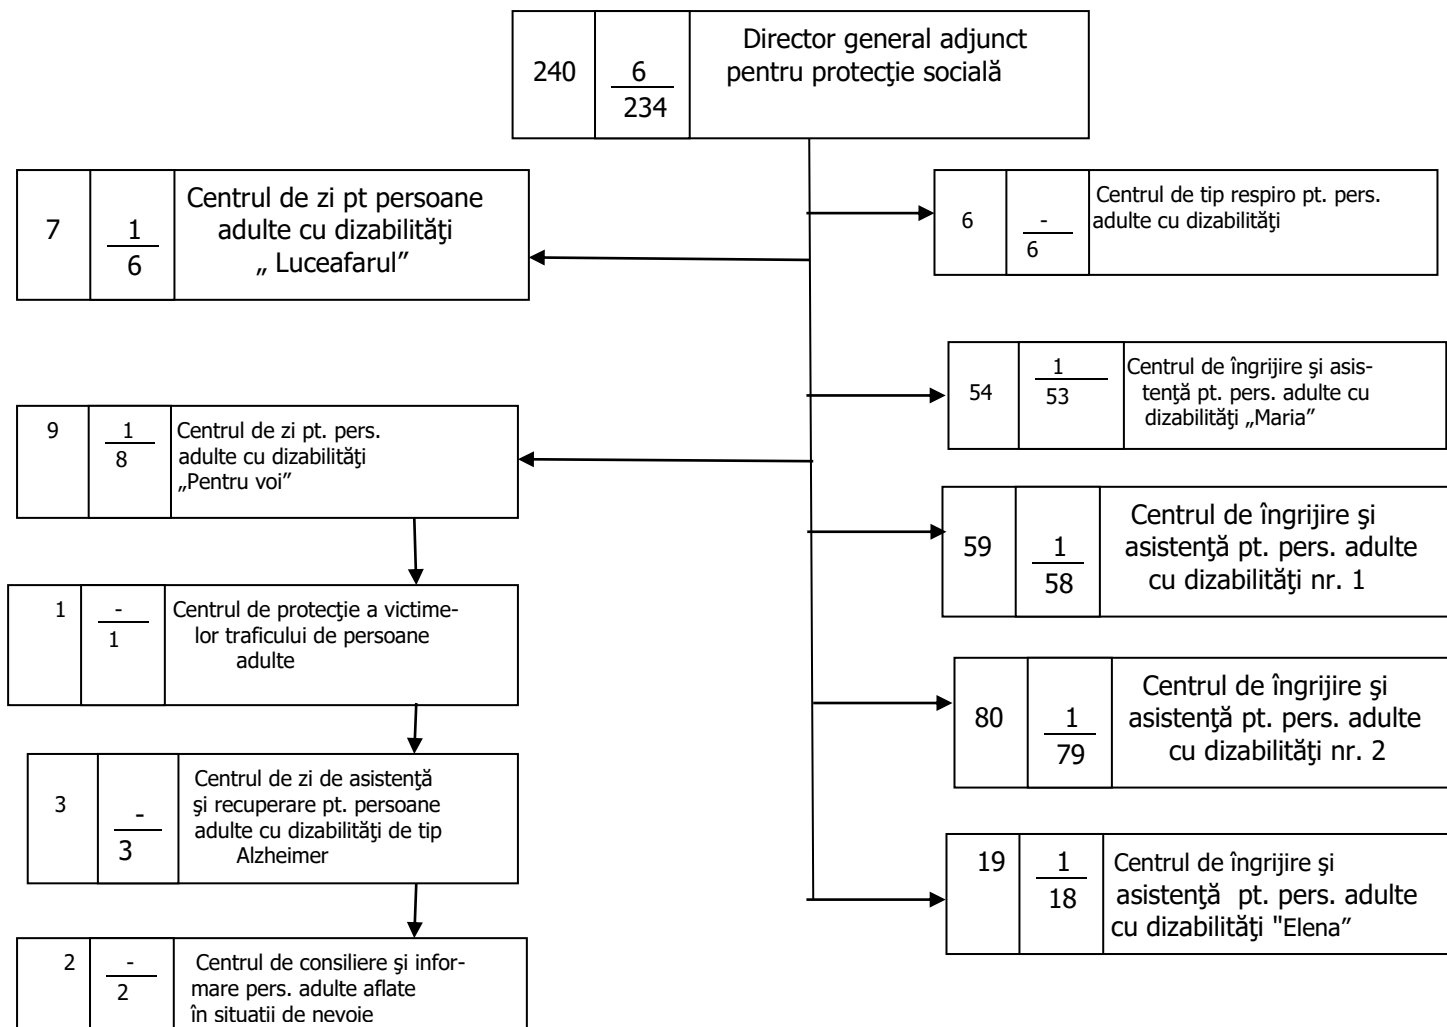 240
6
234
Director general adjunct
pentru protecţie socială
7
1
6
Centrul de zi pt persoane
adulte cu dizabilităţi
„ Luceafarul”
6
-
6
Centrul de tip respiro pt. pers.
adulte cu dizabilităţi
54
1
53
Centrul de îngrijire şi asis-
tenţă pt. pers. adulte cu
dizabilităţi „Maria”
9
1
8
Centrul de zi pt. pers.
adulte cu dizabilităţi
„Pentru voi”
59
1
58
Centrul de îngrijire şi
asistenţă pt. pers. adulte
cu dizabilităţi nr. 1
1
-
1
Centrul de protecţie a victime-
lor traficului de persoane
adulte
80
1
79
Centrul de îngrijire şi
asistenţă pt. pers. adulte
cu dizabilităţi nr. 2
3
-
3
Centrul de zi de asistenţă
şi recuperare pt. persoane
adulte cu dizabilităţi de tip
Alzheimer
19
1
18
Centrul de îngrijire şi
asistenţă pt. pers. adulte
cu dizabilităţi "Elena”
2
-
2
Centrul de consiliere şi infor-
mare pers. adulte aflate
în situatii de nevoie